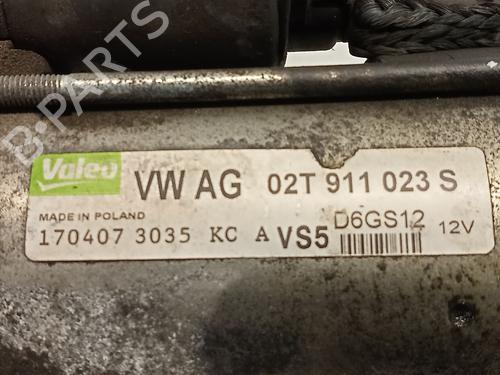 Valeo VW AG 02T 911 023 S
MADE IN POLAND D6GS12 12V
170407 3035 KC A VS5
B-PARTS